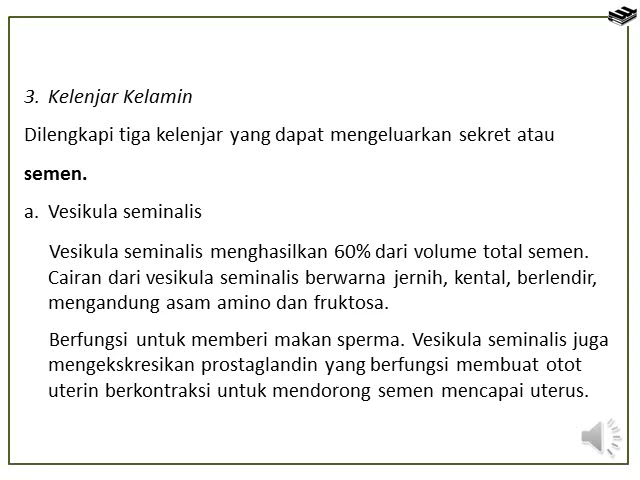 3. Kelenjar Kelamin
Dilengkapi tiga kelenjar yang dapat mengeluarkan sekret atau
semen.
a. Vesikula seminalis
Vesikula seminalis menghasilkan 60% dari volume total semen.
Cairan dari vesikula seminalis berwarna jernih, kental, berlendir,
mengandung asam amino dan fruktosa.
Berfungsi untuk memberi makan sperma. Vesikula seminalis juga
mengekskresikan prostaglandin yang berfungsi membuat otot
uterin berkontraksi untuk mendorong semen mencapai uterus.